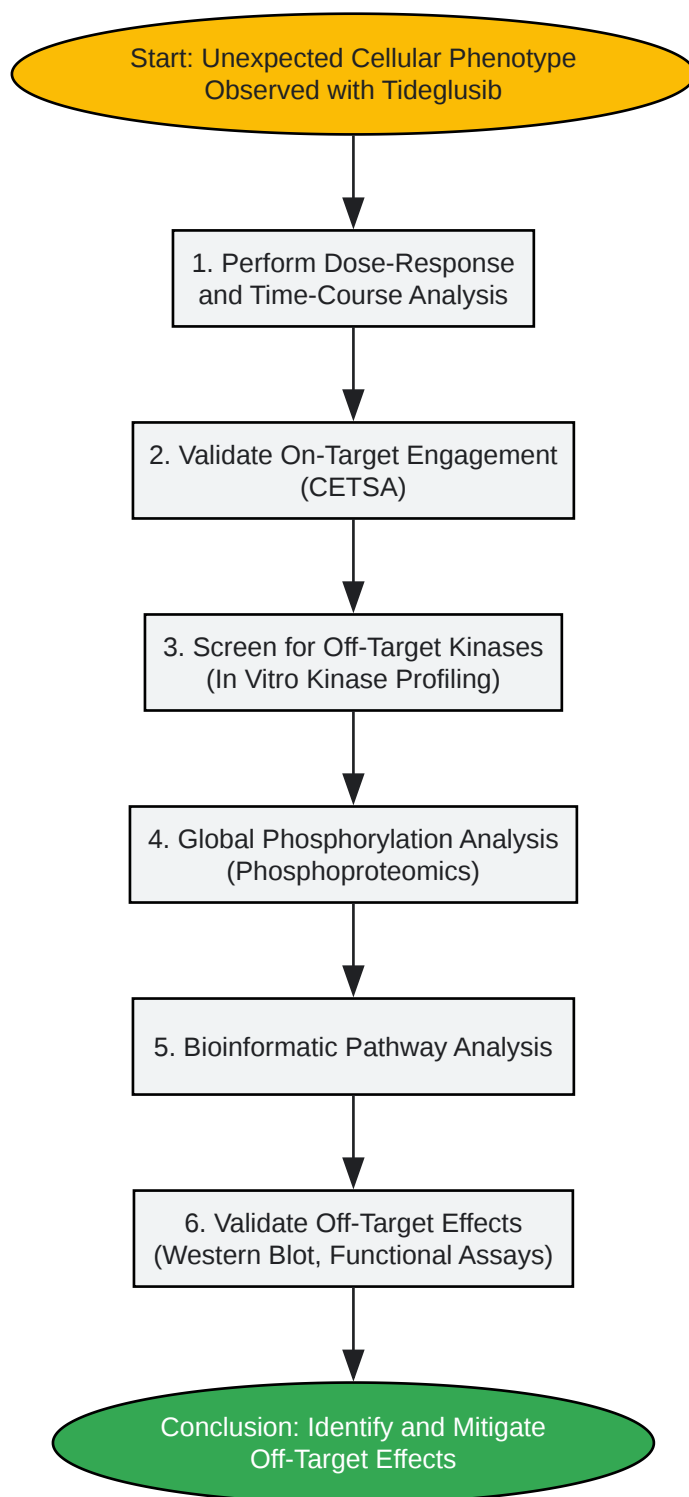 Start: Unexpected Cellular Phenotype
Observed with Tideglusib
1. Perform Dose-Response
and Time-Course Analysis
2. Validate On-Target Engagement
(CETSA)
3. Screen for Off-Target Kinases
(In Vitro Kinase Profiling)
4. Global Phosphorylation Analysis
(Phosphoproteomics)
5. Bioinformatic Pathway Analysis
6. Validate Off-Target Effects
(Western Blot, Functional Assays)
Conclusion: Identify and Mitigate
Off-Target Effects